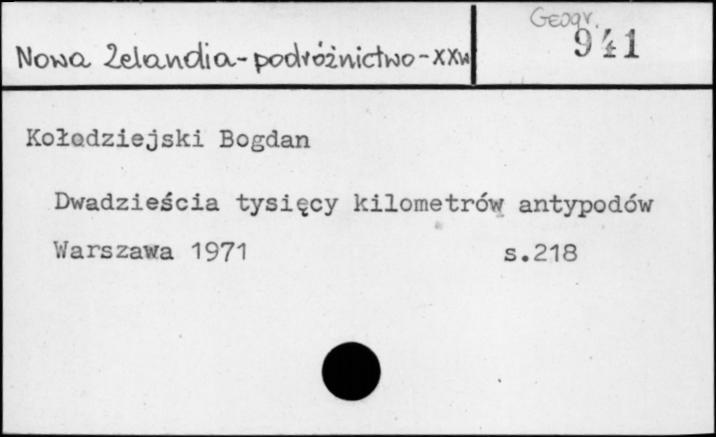 Nowa Zelandia - podróżnictwo - XXw
Geogr.
941
Kołodziejski Bogdan
Dwadzieścia tysięcy kilometrów antypodów
Warszawa 1971 s.218